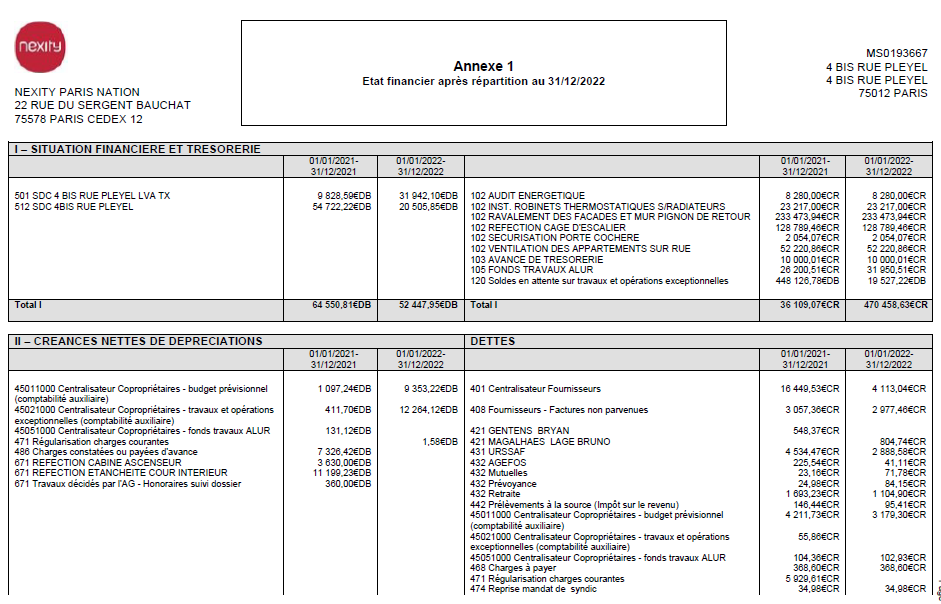 nexity
NEXITY PARIS NATION
22 RUE DU SERGENT BAUCHAT
75578 PARIS CEDEX 12
Annexe 1
Etat financier après répartition au 31/12/2022
MS0193667
4 BIS RUE PLEYEL
4 BIS RUE PLEYEL
75012 PARIS
I – SITUATION FINANCIERE ET TRESORERIE
01/01/2021- 01/01/2022- 01/01/2021- 01/01/2022-
31/12/2021 31/12/2022 31/12/2021 31/12/2022
501 SDC 4 BIS RUE PLEYEL LVA TX 9 828,59€DB 31 942,10€DB 102 AUDIT ENERGETIQUE 8 280,00€CR 8 280,00€CR
512 SDC 4BIS RUE PLEYEL 54 722,22€DB 20 505,85€DB 102 INST. ROBINETS THERMOSTATIQUES S/RADIATEURS 23 217,00€CR 23 217,00€CR
102 RAVALEMENT DES FACADES ET MUR PIGNON DE RETOUR 233 473,94€CR 233 473,94€CR
102 REFECTION CAGE D'ESCALIER 128 789,46€CR 128 789,46€CR
102 SECURISATION PORTE COCHERE 2 054,07€CR 2 054,07€CR
102 VENTILATION DES APPARTEMENTS SUR RUE 52 220,86€CR 52 220,86€CR
103 AVANCE DE TRESORERIE 10 000,01€CR 10 000,01€CR
105 FONDS TRAVAUX ALUR 26 200,51€CR 31 950,51€CR
120 Soldes en attente sur travaux et opérations exceptionnelles 448 126,78€DB 19 527,22€DB
Total I 64 550,81€DB 52 447,95€DB Total I 36 109,07€CR 470 458,63€CR
II – CREANCES NETTES DE DEPRECIATIONS DETTES
01/01/2021- 01/01/2022- 01/01/2021- 01/01/2022-
31/12/2021 31/12/2022 31/12/2021 31/12/2022
45011000 Centralisateur Copropriétaires - budget prévisionnel 1 097,24€DB 9 353,22€DB 401 Centralisateur Fournisseurs 16 449,53€CR 4 113,04€CR
(comptabilité auxiliaire)
45021000 Centralisateur Copropriétaires - travaux et opérations 411,70€DB 12 264,12€DB 408 Fournisseurs - Factures non parvenues 3 057,36€CR 2 977,46€CR
exceptionnelles (comptabilité auxiliaire)
45051000 Centralisateur Copropriétaires - fonds travaux ALUR 131,12€DB 421 GENTENS BRYAN 548,37€CR
471 Régularisation charges courantes 1,58€DB 421 MAGALHAES LAGE BRUNO 804,74€CR
486 Charges constatées ou payées d'avance 7 326,42€DB 431 URSSAF 4 534,47€CR 2 888,58€CR
671 REFECTION CABINE ASCENSEUR 3 630,00€DB 432 AGEFOS 225,54€CR 41,11€CR
671 REFECTION ETANCHEITE COUR INTERIEUR 11 199,23€DB 432 Mutuelles 23,16€CR 71,78€CR
671 Travaux décidés par l'AG - Honoraires suivi dossier 360,00€DB 432 Prévoyance 24,98€CR 84,15€CR
432 Retraite 1 693,23€CR 1 104,90€CR
442 Prélèvements à la source (Impôt sur le revenu) 146,44€CR 95,41€CR
45011000 Centralisateur Copropriétaires - budget prévisionnel 4 211,73€CR 3 179,30€CR
(comptabilité auxiliaire)
45021000 Centralisateur Copropriétaires - travaux et opérations 55,86€CR
exceptionnelles (comptabilité auxiliaire)
45051000 Centralisateur Copropriétaires - fonds travaux ALUR 104,36€CR 102,93€CR
468 Charges à payer 368,60€CR 368,60€CR
471 Régularisation charges courantes 5 929,61€CR
474 Reprise mandat de syndic 34,98€CR 34,98€CR